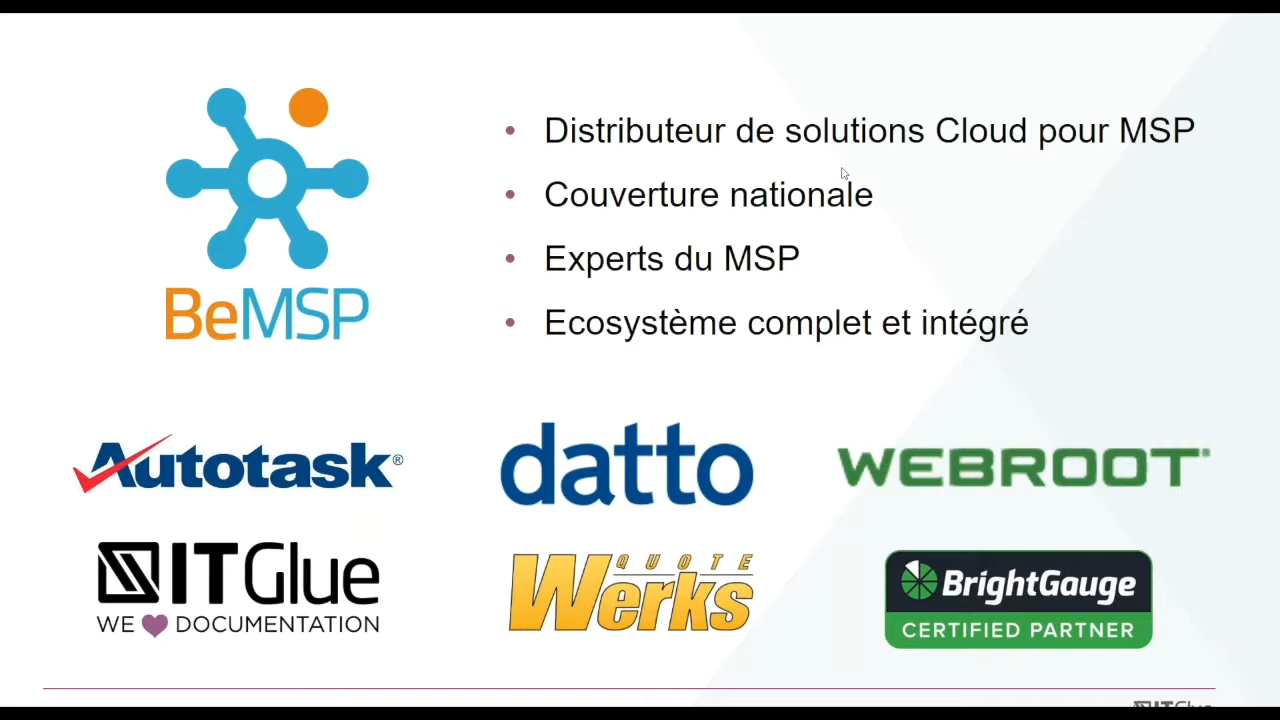 Distributeur de solutions Cloud pour MSP
Couverture nationale
Experts du MSP
Ecosystème complet et intégré
BeMSP
Autotask®
datto
WEBROOT
ITGlue
WE DOCUMENTATION
QUOTE
Werks
BrightGauge
CERTIFIED PARTNER
ITGlue